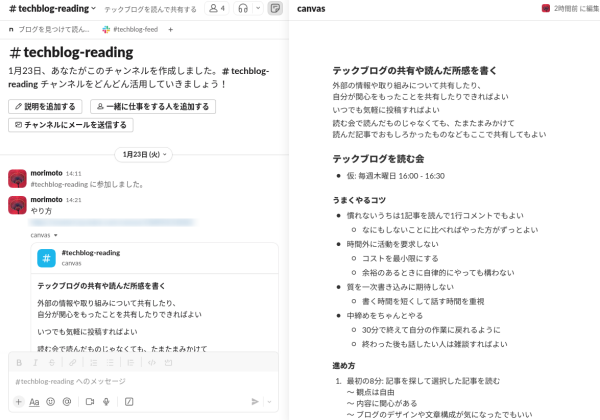 #techblog-reading
テックブログを読んで共有する
4
ブログを見つけて読ん...
#techblog-feed
# techblog-reading
1月23日、あなたがこのチャンネルを作成しました。# techblog-
reading チャンネルをどんどん活用していきましょう！
説明を追加する
一緒に仕事をする人を追加する
チャンネルにメールを送信する
1月23日 (火)
morimoto 14:11
#techblog-reading に参加しました。
morimoto 14:21
やり方
canvas
#techblog-reading
canvas
テックブログの共有や読んだ所感を書く
外部の情報や取り組みについて共有したり、
自分が関心をもったことを共有したりできればよい
いつでも気軽に投稿すればよい
読む会で読んだものじゃなくても、たまたまみかけて
#techblog-reading へのメッセージ
canvas
2時間前 に編集
テックブログの共有や読んだ所感を書く
外部の情報や取り組みについて共有したり、
自分が関心をもったことを共有したりできればよい
いつでも気軽に投稿すればよい
読む会で読んだものじゃなくても、たまたまみかけて
読んだ記事でおもしろかったものなどもここで共有してもよい
テックブログを読む会
仮: 毎週木曜日 16:00 - 16:30
うまくやるコツ
慣れないうちは1記事を読んで1行コメントでもよい
なにもしないことに比べればやった方がずっとよい
時間外に活動を要求しない
コストを最小限にする
余裕のあるときに自律的にやっても構わない
質を一次書き込みに期待しない
書く時間を短くして話す時間を重視
中締めをちゃんとやる
30分で終えて自分の作業に戻れるように
終わった後も話したい人は雑談すればよい
進め方
1. 最初の8分: 記事を探して選択した記事を読む
〜 観点は自由
〜 内容に関心がある
〜 ブログのデザインや文章構成が気になったでもいい